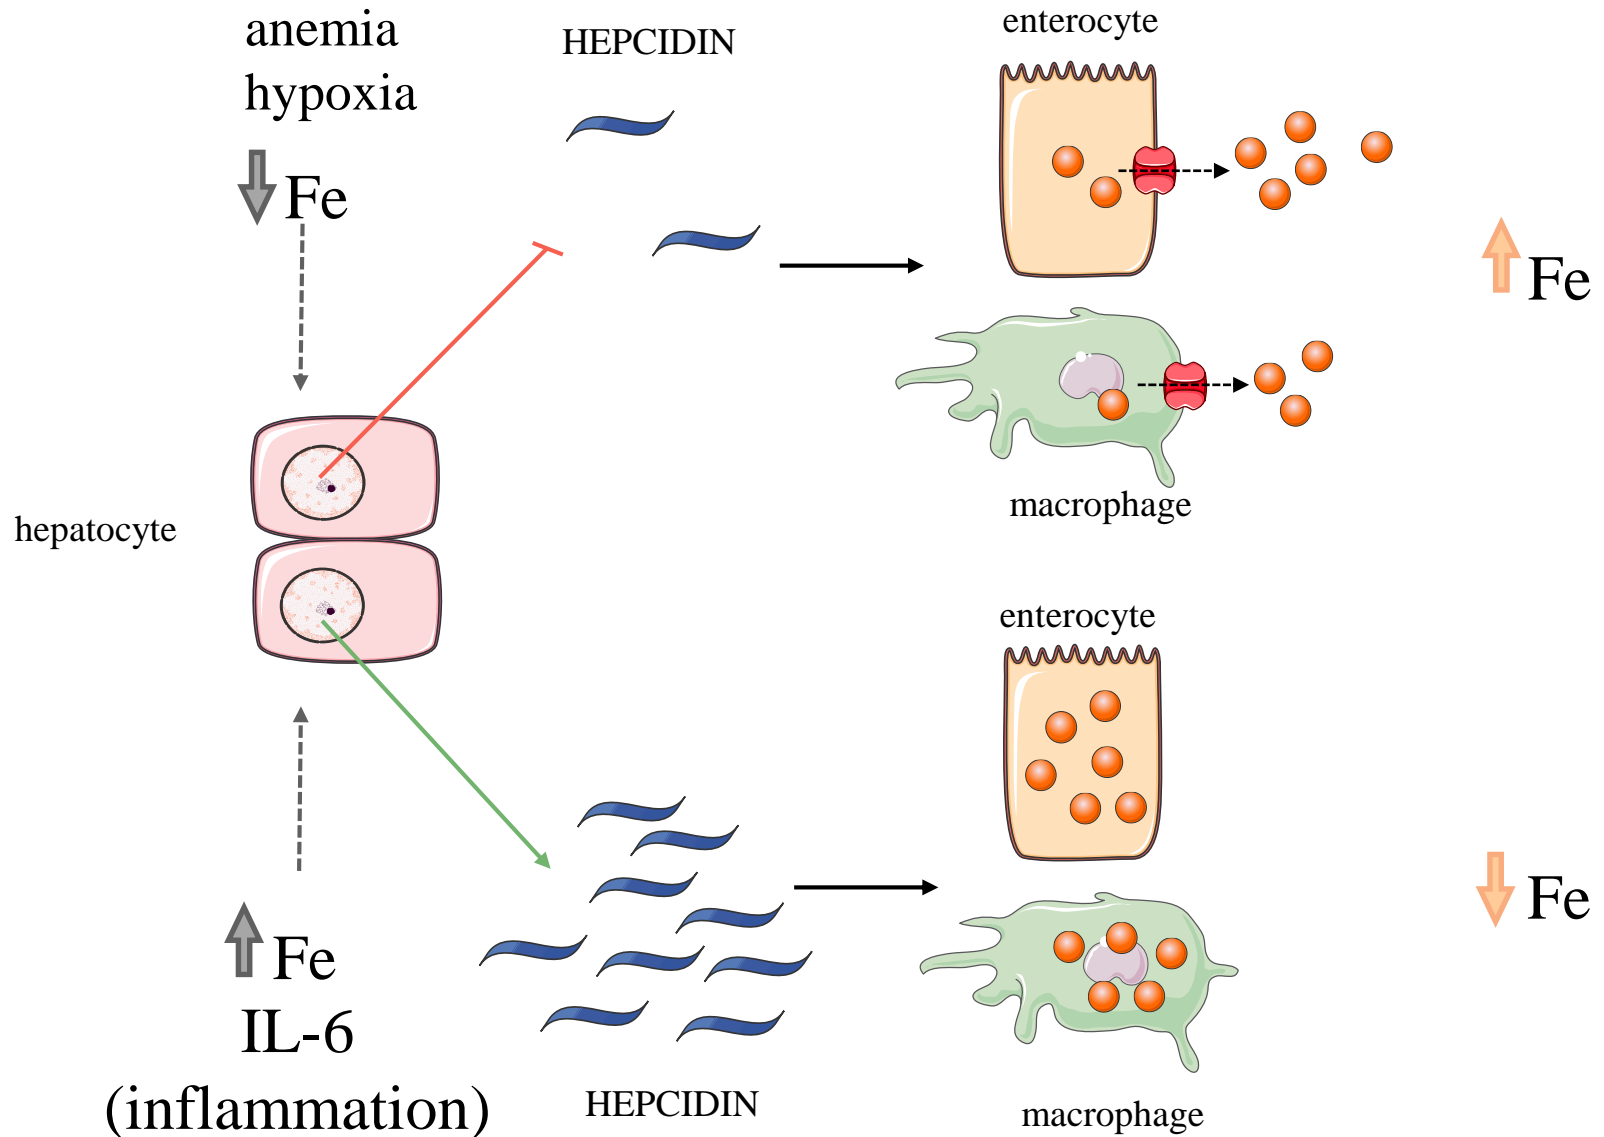 anemia
hypoxia
Fe
HEPCIDIN
enterocyte
Fe
macrophage
hepatocyte
enterocyte
Fe
IL-6
(inflammation)
HEPCIDIN
Fe
macrophage